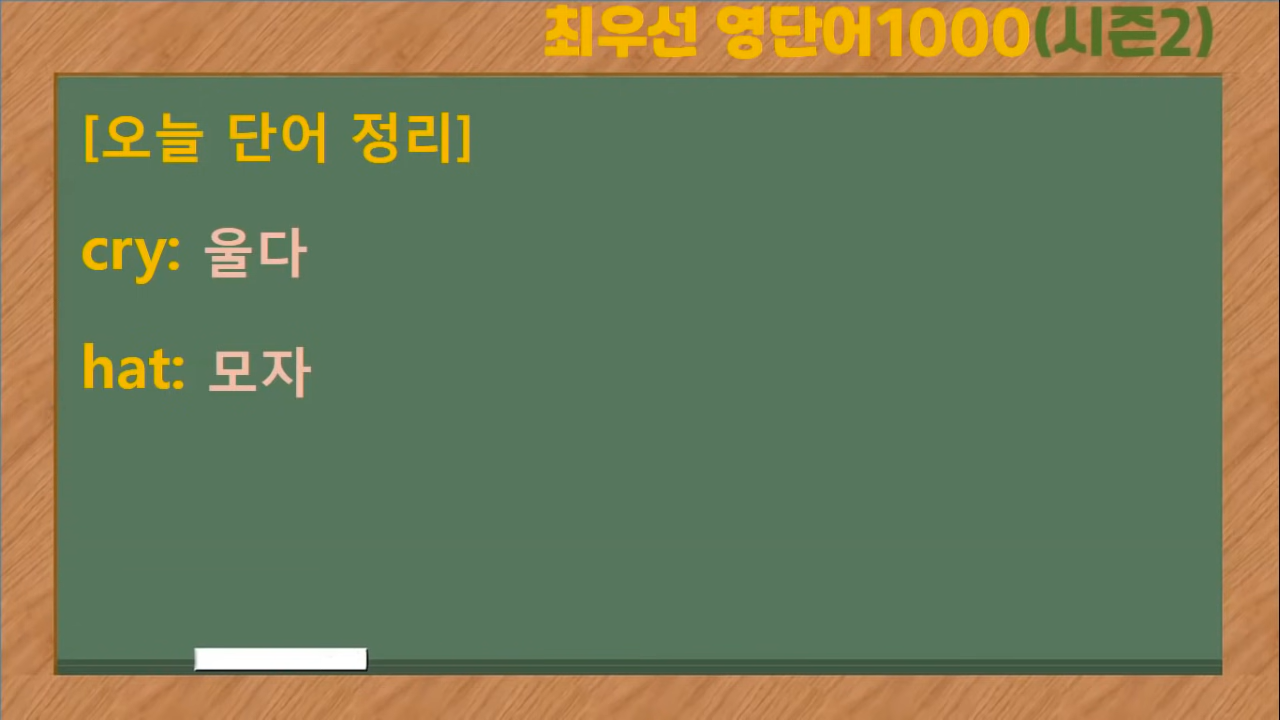 최우선 영단어1000(시즌2)
[오늘 단어 정리]
cry: 울다
hat: 모자